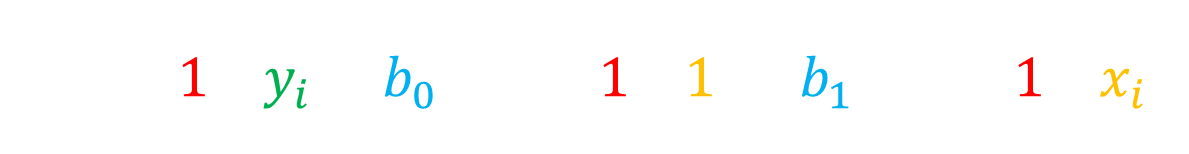 1 yᵢ b₀ 1 1 b₁ 1 xᵢ